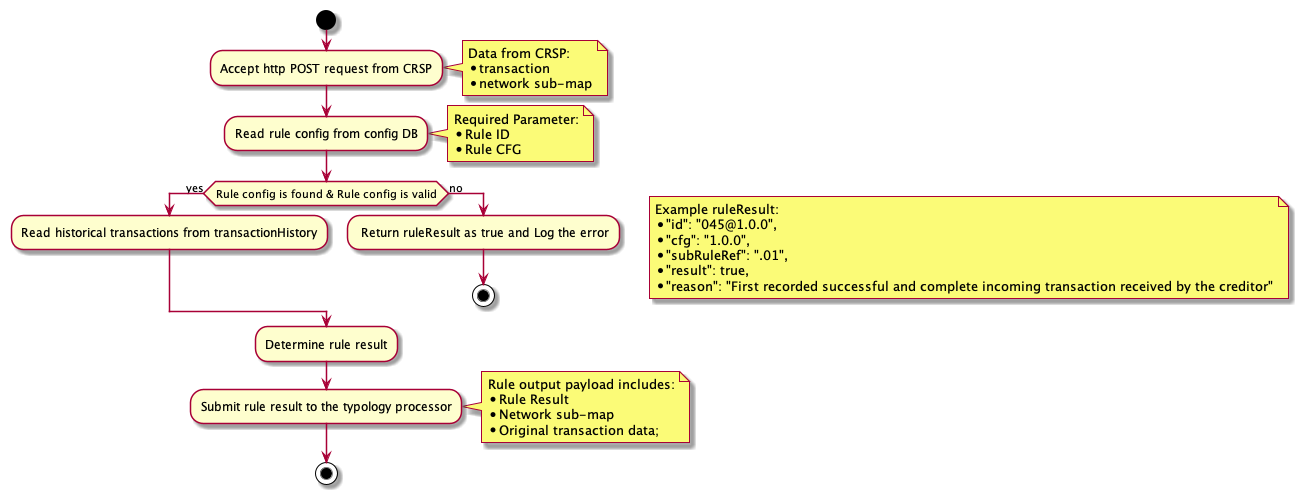 Accept http POST request from CRSP
Data from CRSP:
•transaction
•network sub-map
Read rule config from config DB
Required Parameter:
•Rule ID
•Rule CFG
yes
Rule config is found & Rule config is valid
no
Read historical transactions from transactionHistory
Return ruleResult as true and Log the error
Example ruleResult:
•"id": "045@1.0.0",
•"cfg": "1.0.0",
•"subRuleRef": ".01",
•"result": true,
•"reason": "First recorded successful and complete incoming transaction received by the creditor"
Determine rule result
Submit rule result to the typology processor
Rule output payload includes:
•Rule Result
•Network sub-map
•Original transaction data;